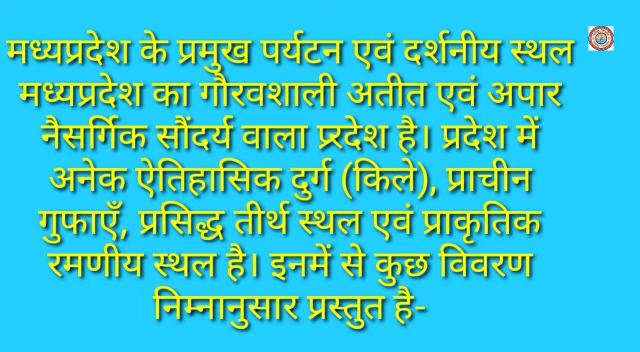 मध्यप्रदेश के प्रमुख पर्यटन एवं दर्शनीय स्थल
मध्यप्रदेश का गौरवशाली अतीत एवं अपार
नैसर्गिक सौंदर्य वाला प्ररदेश है। प्रदेश में
अनेक ऐतिहासिक दुर्ग (किले), प्राचीन
गुफाएँ, प्रसिद्ध तीर्थ स्थल एवं प्राकृतिक
रमणीय स्थल है। इनमें से कुछ विवरण
निम्नानुसार प्रस्तुत है-